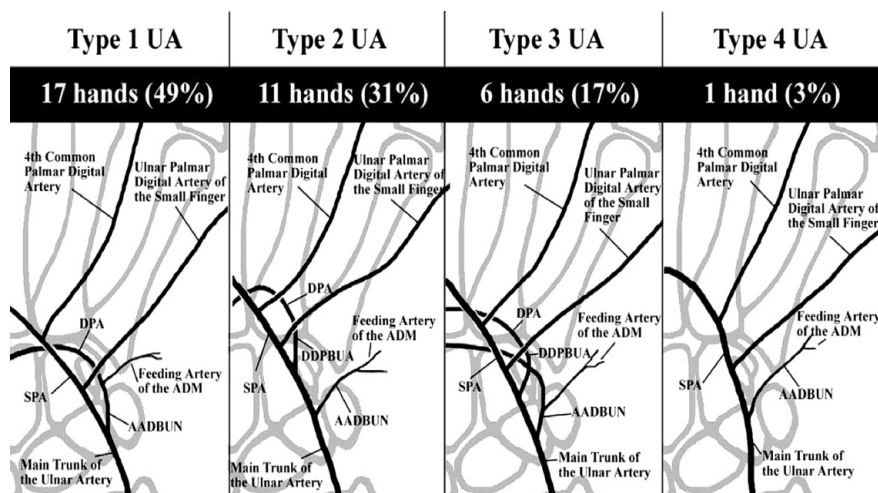 Type 1 UA
17 hands (49%)
4th Common
Palmar Digital
Artery
Ulnar Palmar
Digital Artery of
the Small Finger
DPA
Feeding Artery
of the ADM
SPA
AADBUN
Main Trunk of
the Ulnar Artery
Type 2 UA
11 hands (31%)
4th Common
Palmar Digital
Artery
Ulnar Palmar
Digital Artery of
the Small Finger
DPA
Feeding Artery
of the ADM
DDPBUA
SPA
AADBUN
Main Trunk of
the Ulnar Artery
Type 3 UA
6 hands (17%)
4th Common
Palmar Digital
Artery
Ulnar Palmar
Digital Artery
of the Small
Finger
DPA
Feeding Artery
of the ADM
DDPBUA
SPA
AADBUN
Main Trunk of
the Ulnar Artery
Type 4 UA
1 hand (3%)
4th Common
Palmar Digital
Artery
Ulnar Palmar
Digital Artery of
the Small Finger
Feeding Artery
of the ADM
SPA
AADBUN
Main Trunk of
the Ulnar Artery